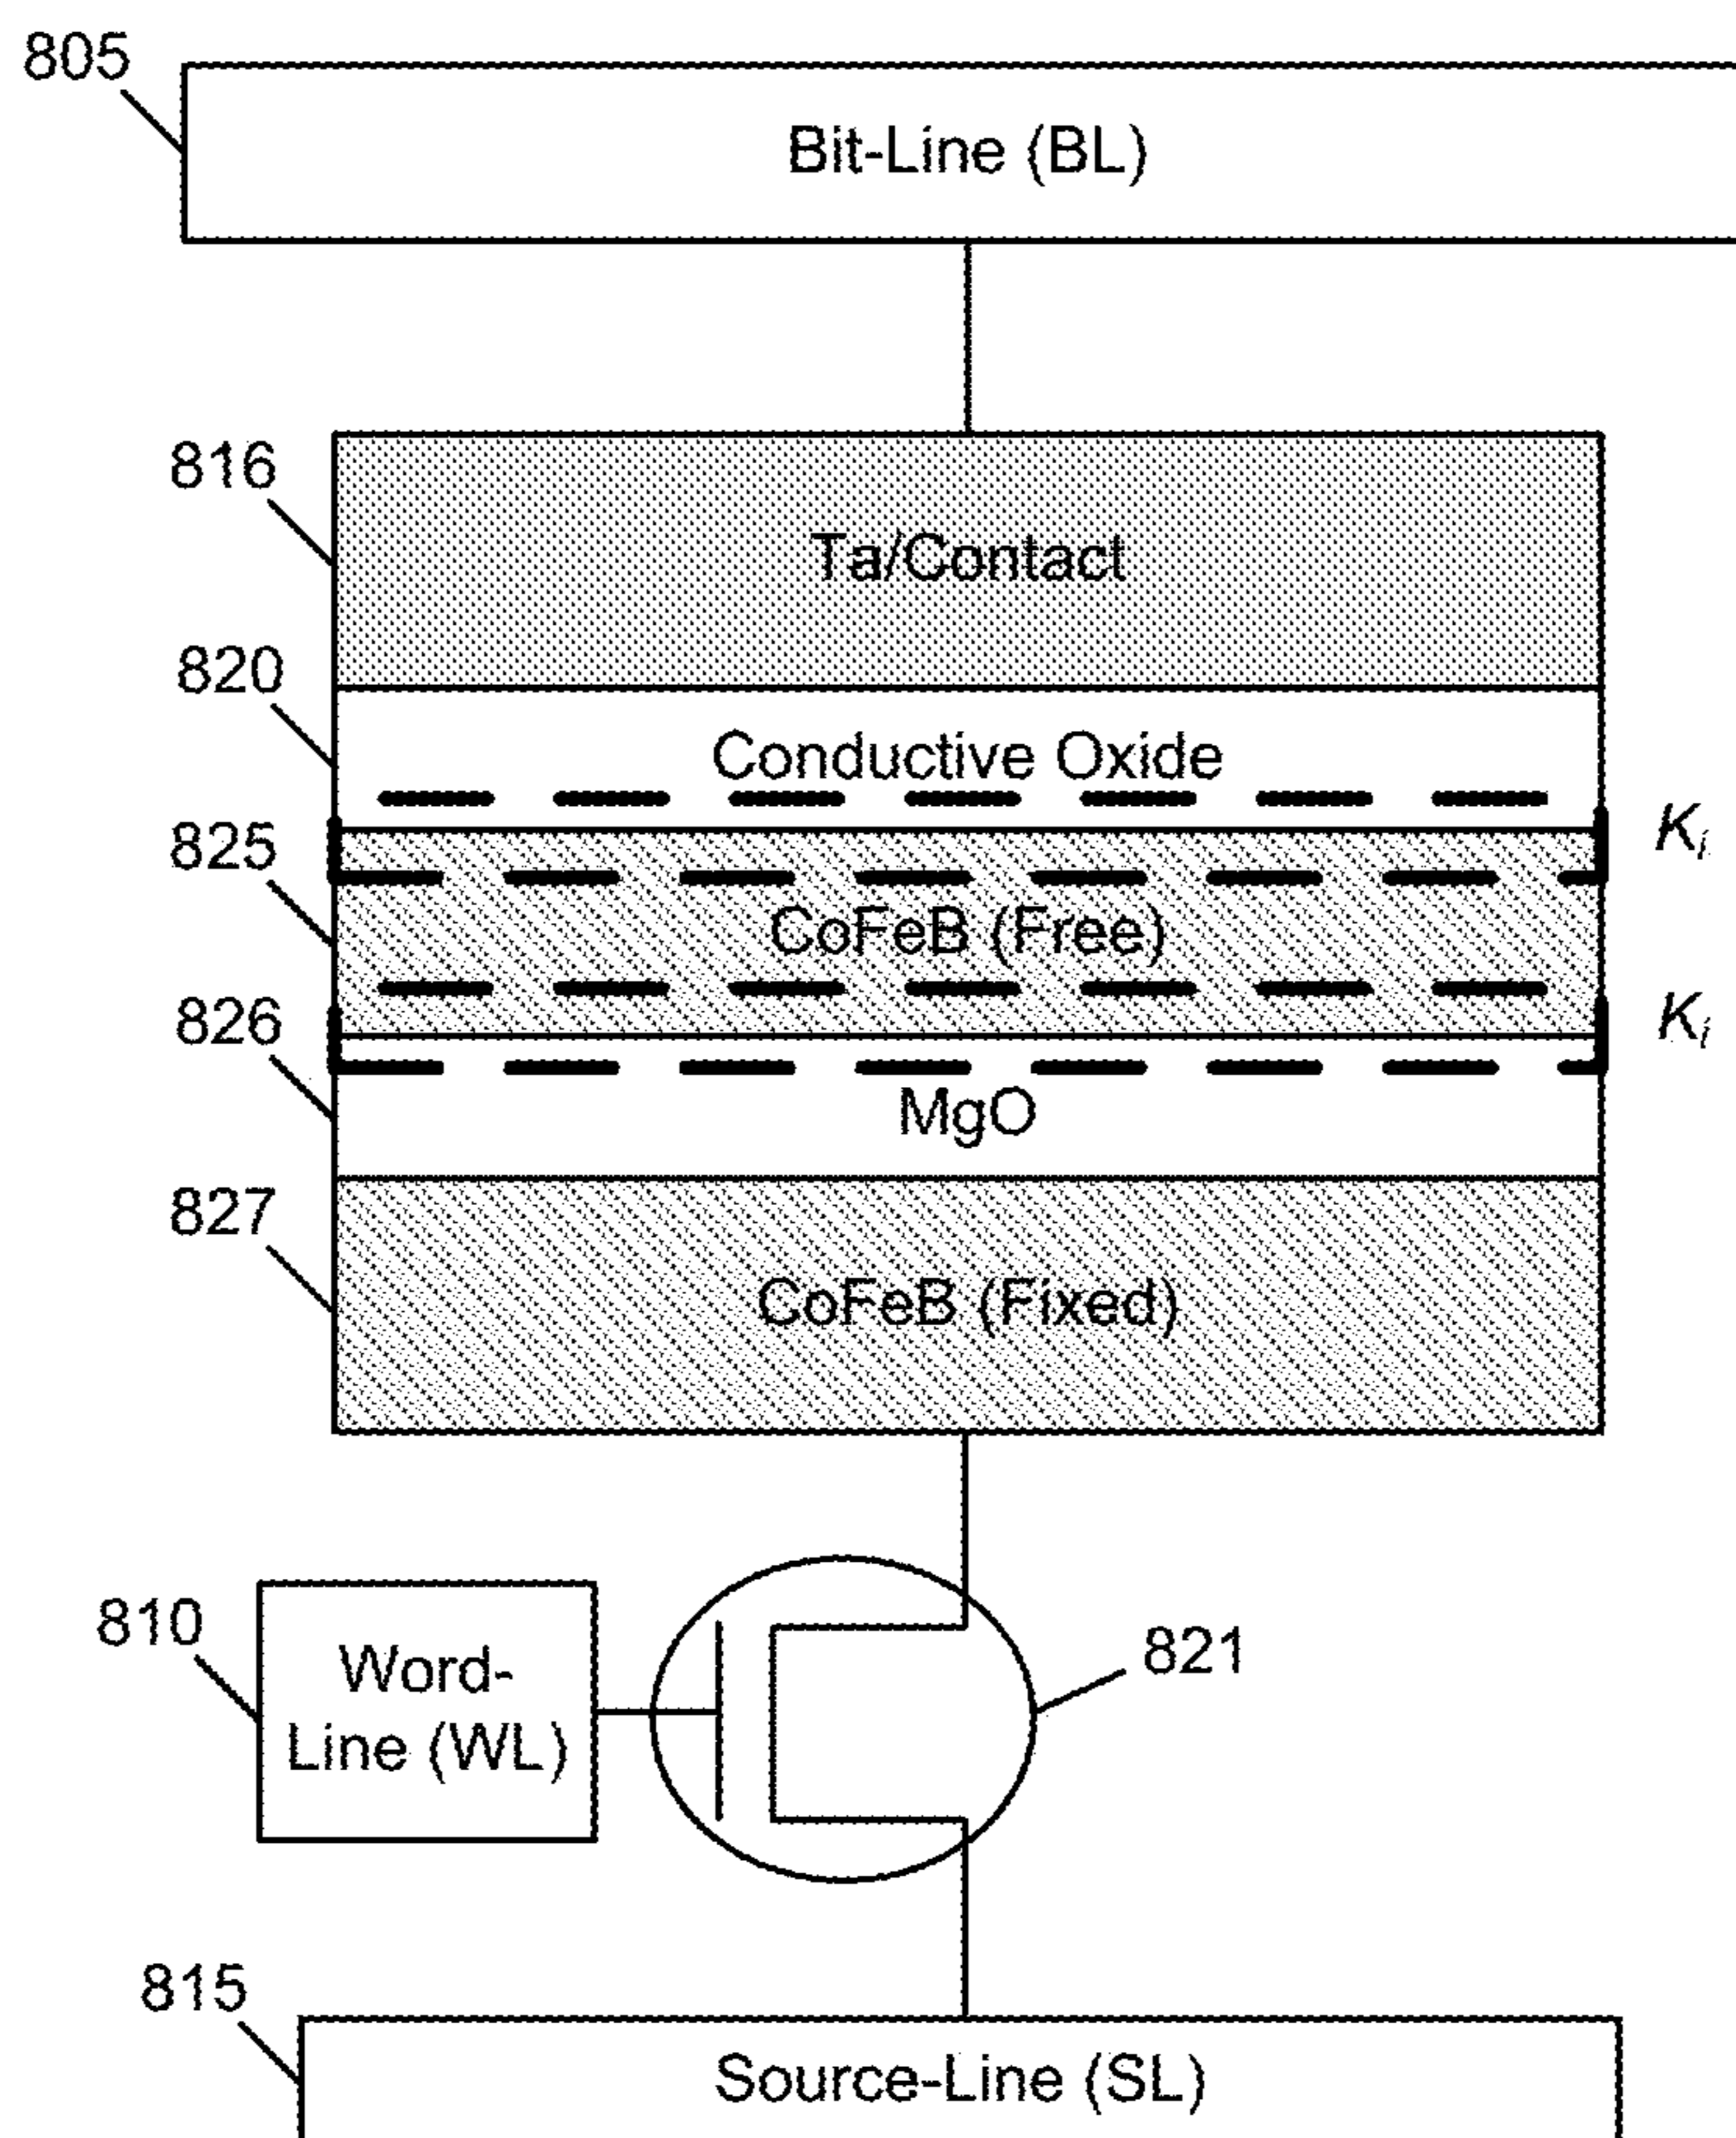 805
Bit-Line (BL)
816
Ta/Contact
820
Conductive Oxide
825
Ki
CoFeB (Free)
826
Ki
MgO
827
CoFeB (Fixed)
810
Word-
Line (WL)
821
815
Source-Line (SL)